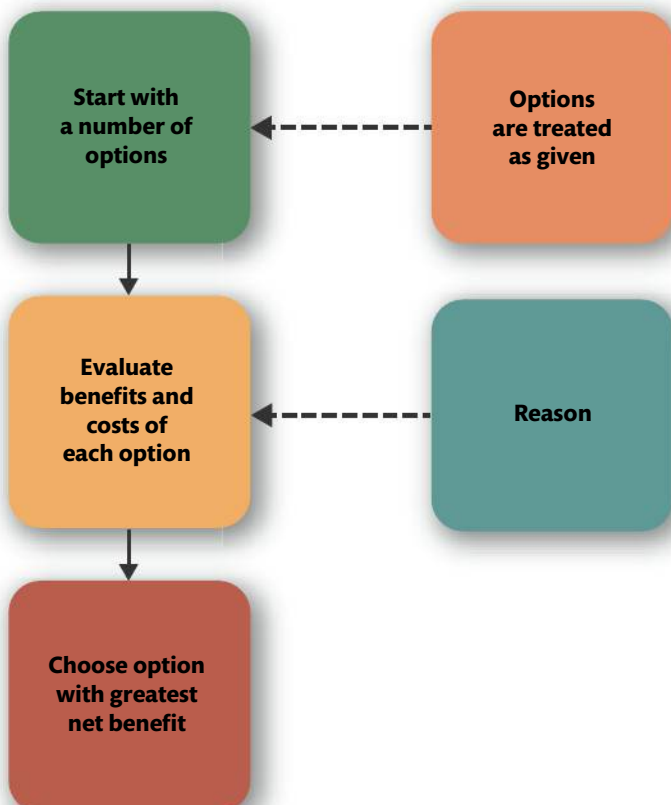 Start with
a number of
options
Options
are treated
as given
Evaluate
benefits and
costs of
each option
Reason
Choose option
with greatest
net benefit